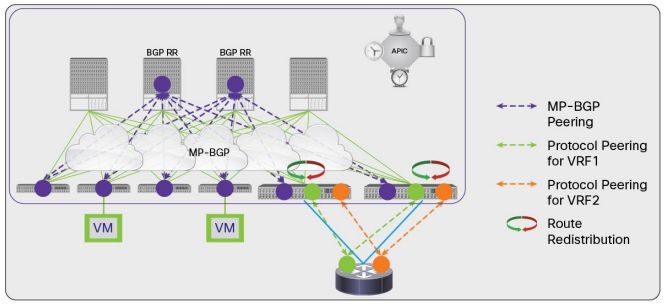 BGP RR
BGP RR
APIC
MP-BGP
VM
VM
MP-BGP
Peering
Protocol Peering
for VRF1
Protocol Peering
for VRF2
Route
Redistribution